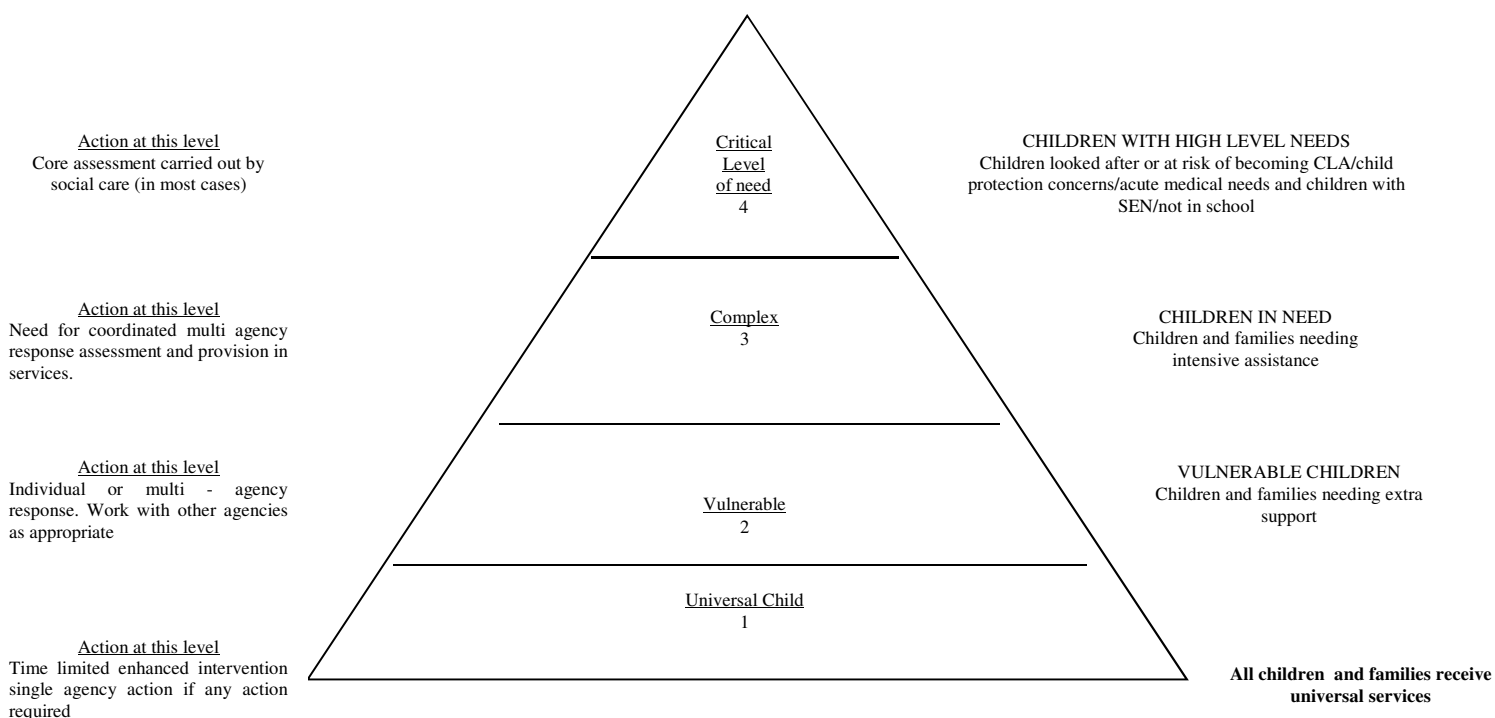 Action at this level
Core assessment carried out by
social care (in most cases)
Critical
Level
of need
4
CHILDREN WITH HIGH LEVEL NEEDS
Children looked after or at risk of becoming CLA/child
protection concerns/acute medical needs and children with
SEN/not in school
Action at this level
Need for coordinated multi agency
response assessment and provision in
services.
Complex
3
CHILDREN IN NEED
Children and families needing
intensive assistance
Action at this level
Individual or multi - agency
response. Work with other agencies
as appropriate
Vulnerable
2
VULNERABLE CHILDREN
Children and families needing extra
support
Universal Child
1
Action at this level
Time limited enhanced intervention
single agency action if any action
required
All children and families receive
universal services